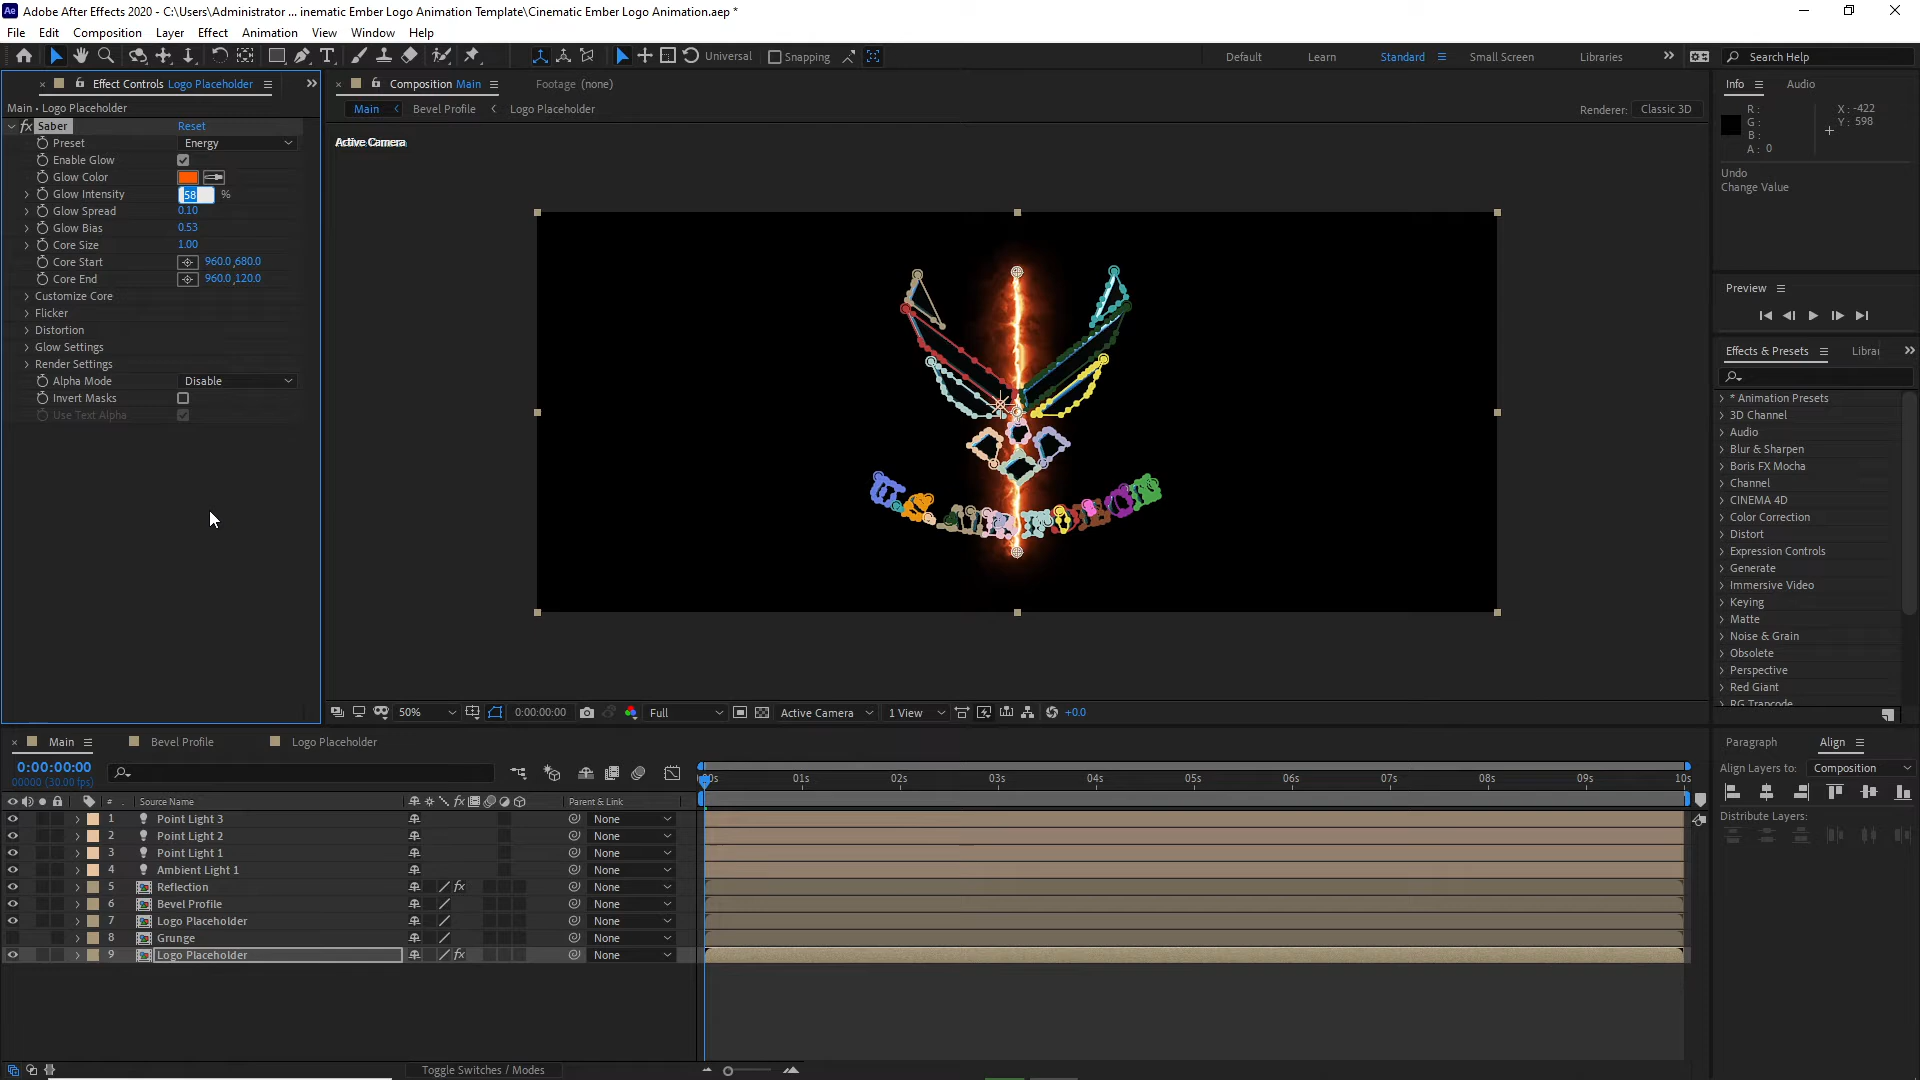 Adobe After Effects 2020 - C:\Users\Administrator ... inematic Ember Logo Animation Template\Cinematic Ember Logo Animation.aep *
File Edit Composition Layer Effect Animation View Window Help
Universal Snapping Default Learn Standard Small Screen Libraries Search Help
Effect Controls Logo Placeholder
Composition Main
Footage (none)
Info Audio
Main • Logo Placeholder
Main Bevel Profile Logo Placeholder
Renderer: Classic 3D
Active Camera
R:
G:
B:
A: 0
X: -422
Y: 598
Undo
Change Value
fx Saber Reset
Preset Energy
Enable Glow
Glow Color
Glow Intensity 58 %
Glow Spread 0.10
Glow Bias 0.53
Core Size 1.00
Core Start 960.0,680.0
Core End 960.0,120.0
Customize Core
Flicker
Distortion
Glow Settings
Render Settings
Alpha Mode Disable
Invert Masks
Use Text Alpha
Preview
Effects & Presets Librai
* Animation Presets
3D Channel
Audio
Blur & Sharpen
Boris FX Mocha
Channel
CINEMA 4D
Color Correction
Distort
Expression Controls
Generate
Immersive Video
Keying
Matte
Noise & Grain
Obsolete
Perspective
Red Giant
RG Trapcode
50% 0:00:00:00 Full Active Camera 1 View +0.0
Main Bevel Profile Logo Placeholder
0:00:00:00
00000 (30.00 fps)
:00s 01s 02s 03s 04s 05s 06s 07s 08s 09s 10s
# . Source Name fx Parent & Link
1 Point Light 3 None
2 Point Light 2 None
3 Point Light 1 None
4 Ambient Light 1 None
5 Reflection fx None
6 Bevel Profile None
7 Logo Placeholder None
8 Grunge None
9 Logo Placeholder fx None
Toggle Switches / Modes
Paragraph Align
Align Layers to: Composition
Distribute Layers: